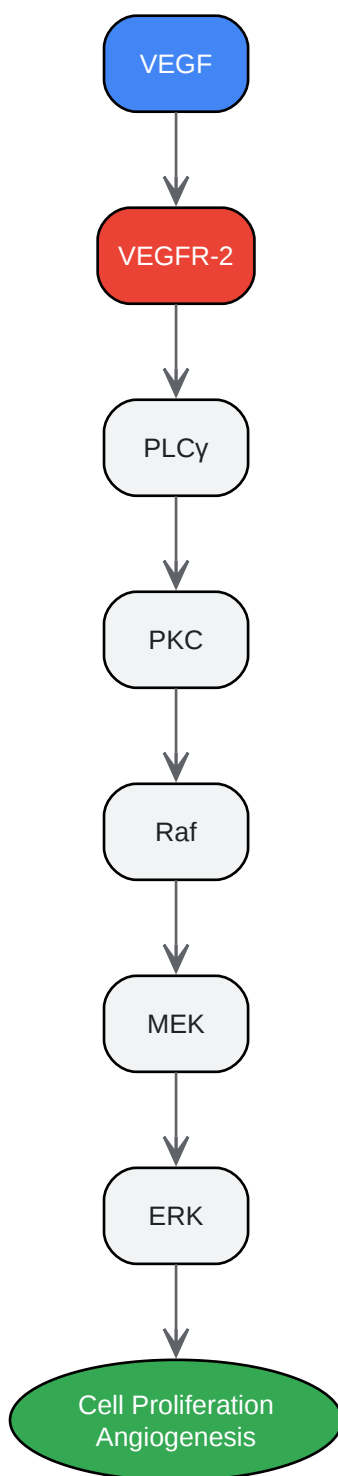 VEGF
VEGFR-2
PLCγ
PKC
Raf
MEK
ERK
Cell Proliferation
Angiogenesis